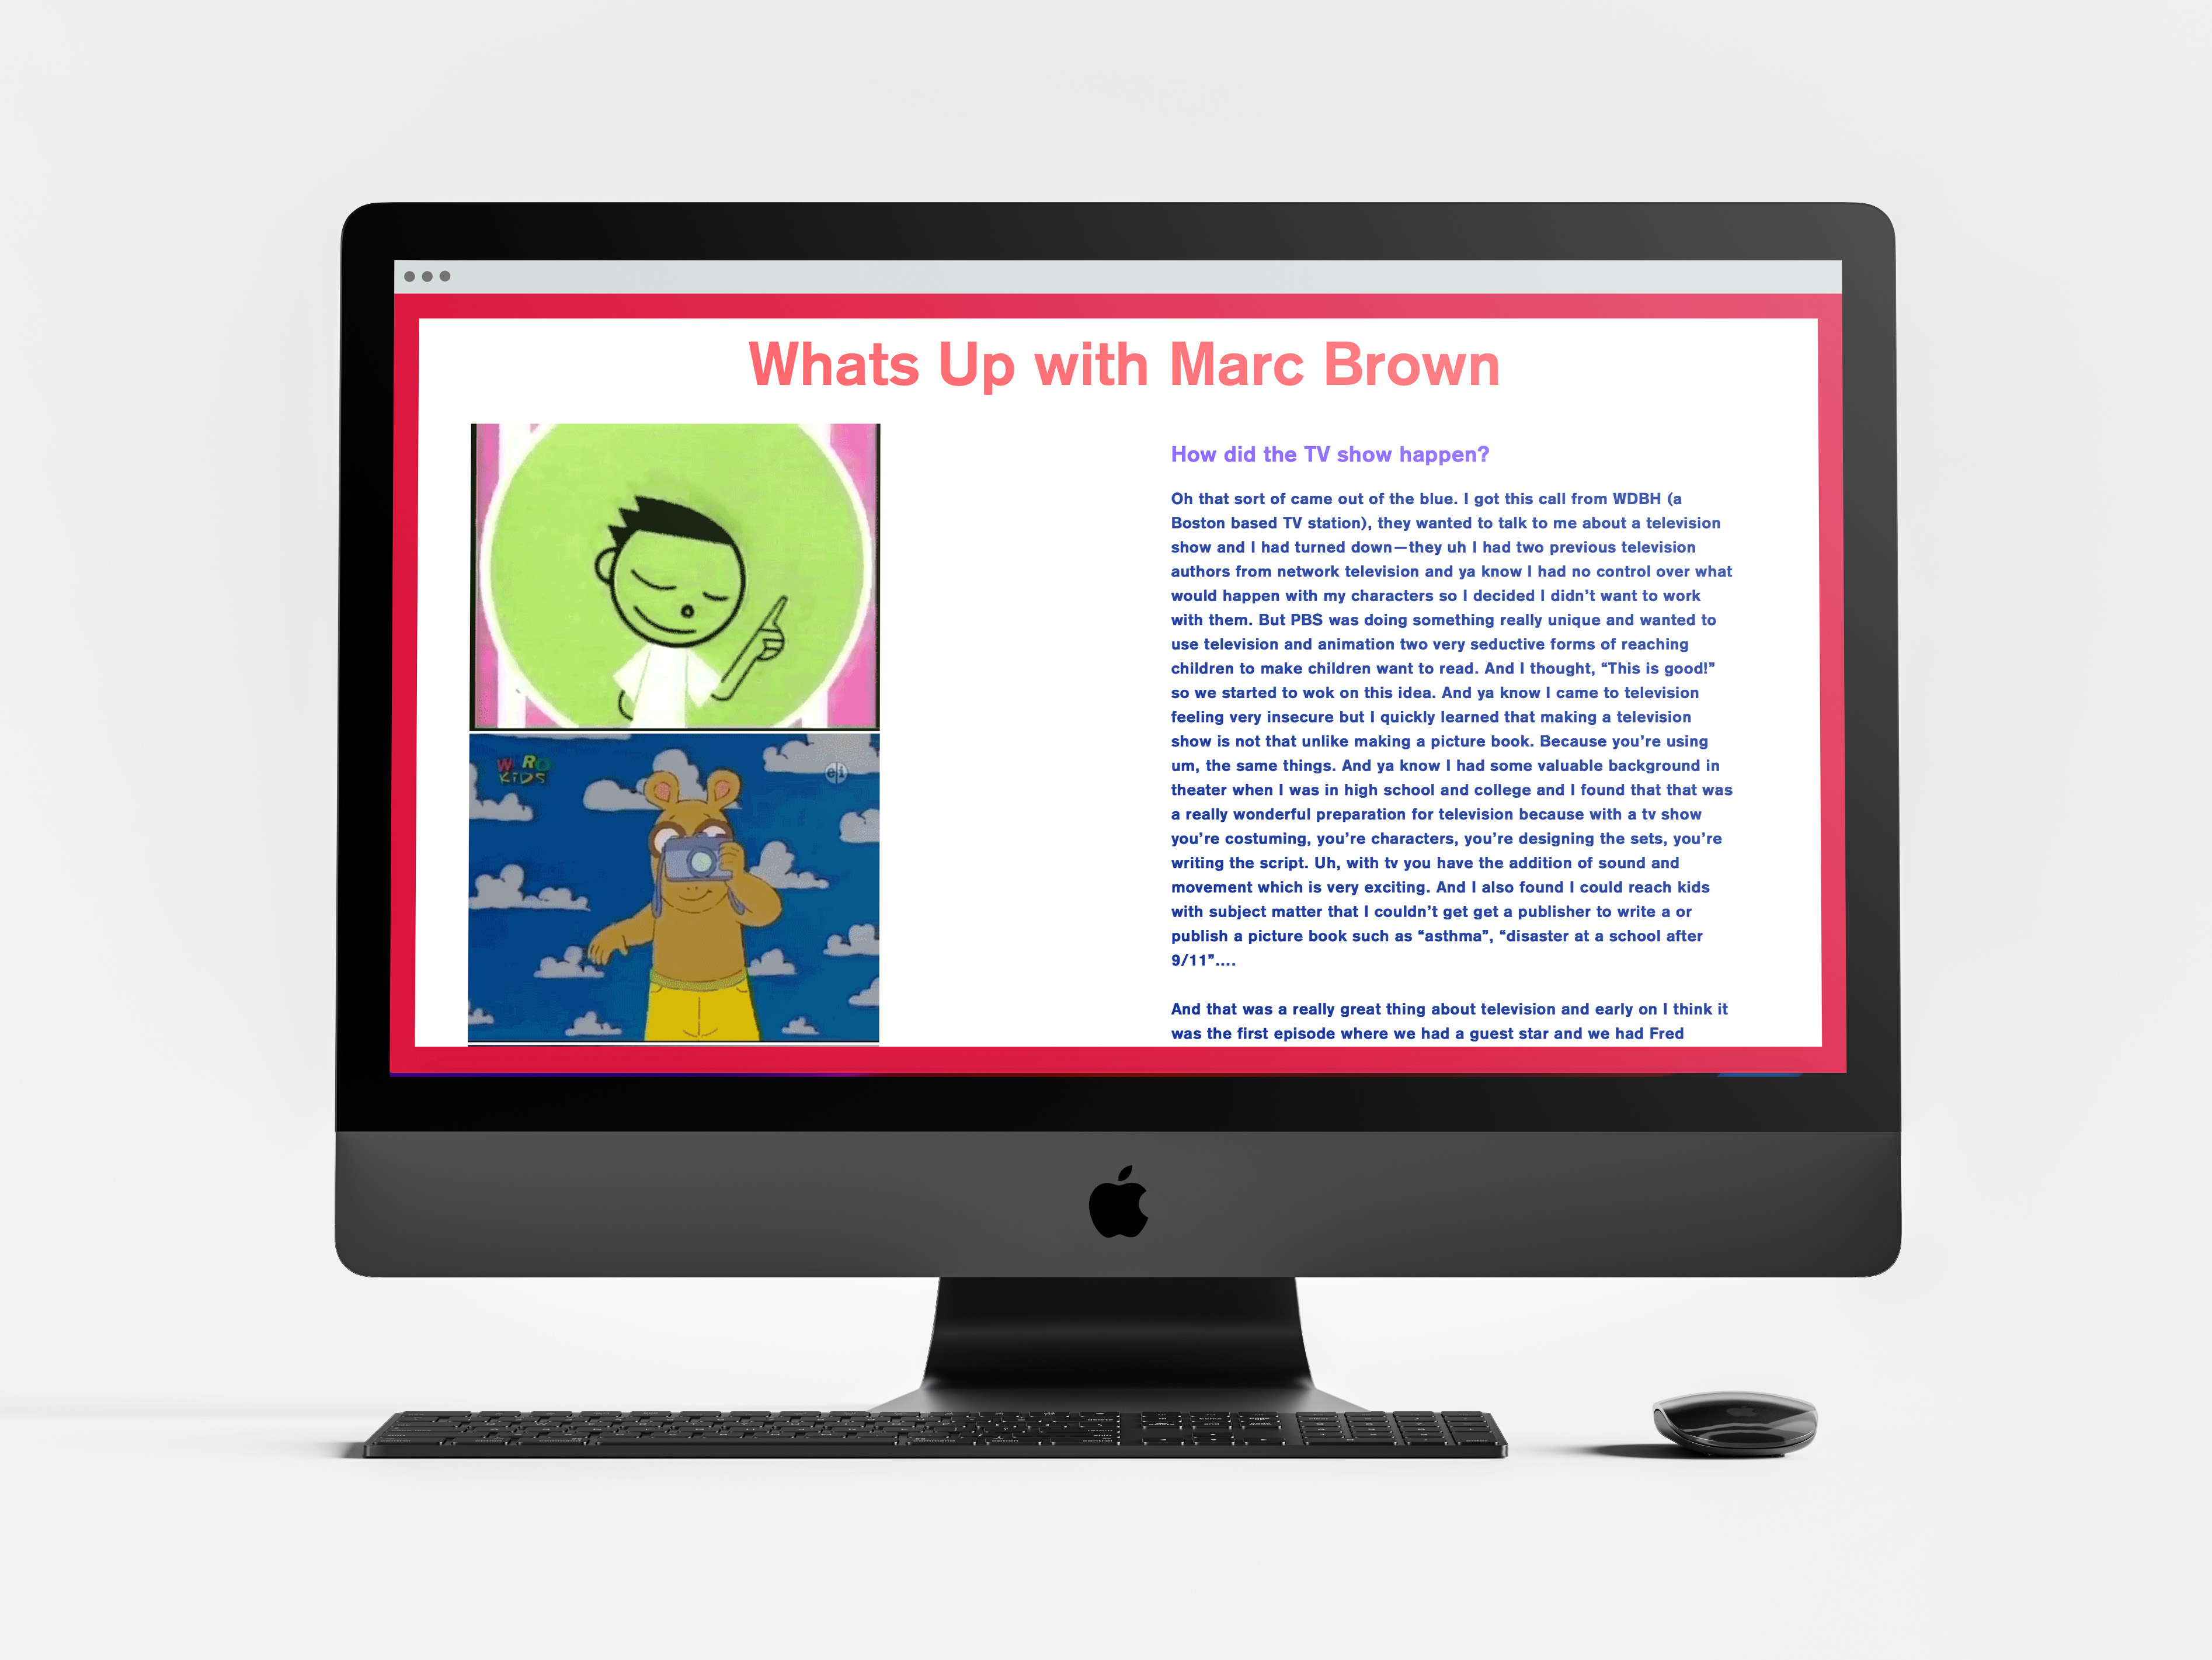 Whats Up with Marc Brown
How did the TV show happen?
Oh that sort of came out of the blue. I got this call from WDBH (a
Boston based TV station), they wanted to talk to me about a television
show and I had turned down—they uh I had two previous television
authors from network television and ya know I had no control over what
would happen with my characters so I decided I didn’t want to work
with them. But PBS was doing something really unique and wanted to
use television and animation two very seductive forms of reaching
children to make children want to read. And I thought, “This is good!”
so we started to wok on this idea. And ya know I came to television
feeling very insecure but I quickly learned that making a television
show is not that unlike making a picture book. Because you’re using
um, the same things. And ya know I had some valuable background in
theater when I was in high school and college and I found that that was
a really wonderful preparation for television because with a tv show
you’re costuming, you’re characters, you’re designing the sets, you’re
writing the script. Uh, with tv you have the addition of sound and
movement which is very exciting. And I also found I could reach kids
with subject matter that I couldn’t get get a publisher to write a or
publish a picture book such as “asthma”, “disaster at a school after
9/11”....
And that was a really great thing about television and early on I think it
was the first episode where we had a guest star and we had Fred
KiDS
e/i